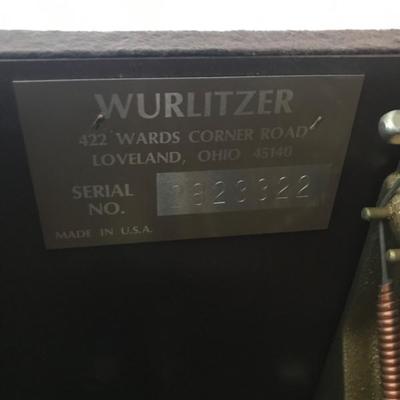 WURLITZER
422 WARDS CORNER ROAD
LOVELAND, OHIO 45140
SERIAL
NO.
MADE IN U.S.A.